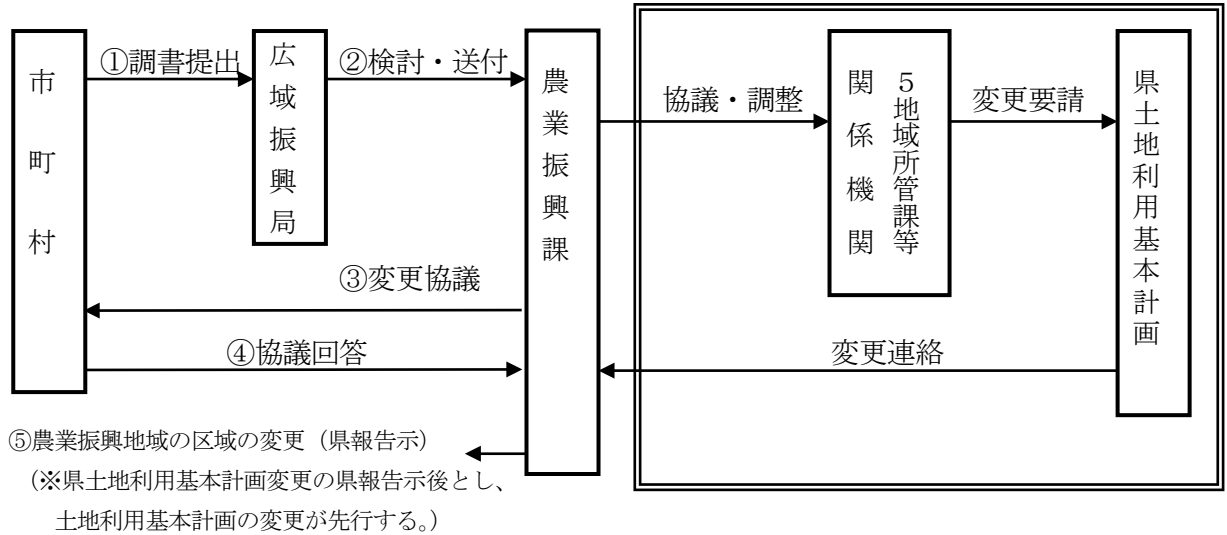 市町村
①調書提出
広域振興局
②検討・送付
農業振興課
協議・調整
５地域所管課等
関係機関
変更要請
県土地利用基本計画
③変更協議
④協議回答
変更連絡
⑤農業振興地域の区域の変更（県報告示）
（※県土地利用基本計画変更の県報告示後とし、
土地利用基本計画の変更が先行する。）